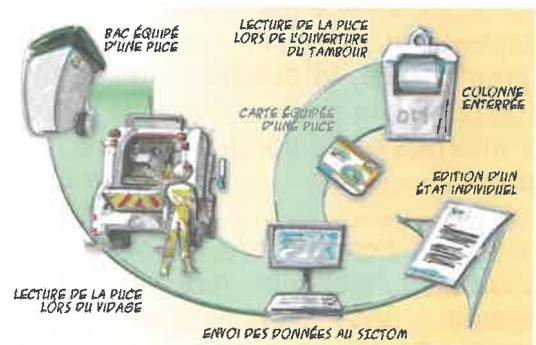 BAC ÉQUIPÉ
D'UNE PUCE
LECTURE DE LA PUCE
LORS DE L'OUVERTURE
DU TAMBOUR
COLONNE
ENTERRÉE
OM
CARTE ÉQUIPÉE
D'UNE PUCE
EDITION D'UN
ÉTAT INDIVIDUEL
LECTURE DE LA PUCE
LORS DU VIDAGE
ENVOI DES DONNÉES AU SICTOM